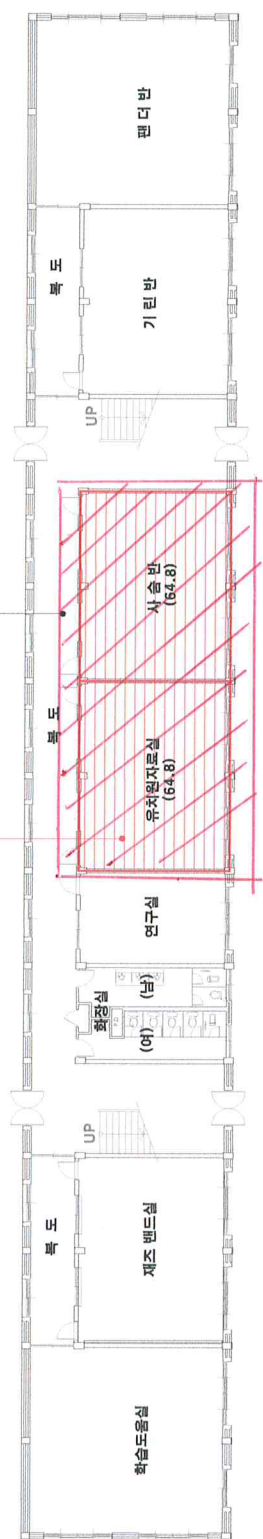 학습도움실
복 도
재즈 밴드실
UP
화장실
(여)
(남)
연구실
복 도
유치원자료실
(64.8)
사슴반
(64.8)
UP
복 도
기린반
팬더반